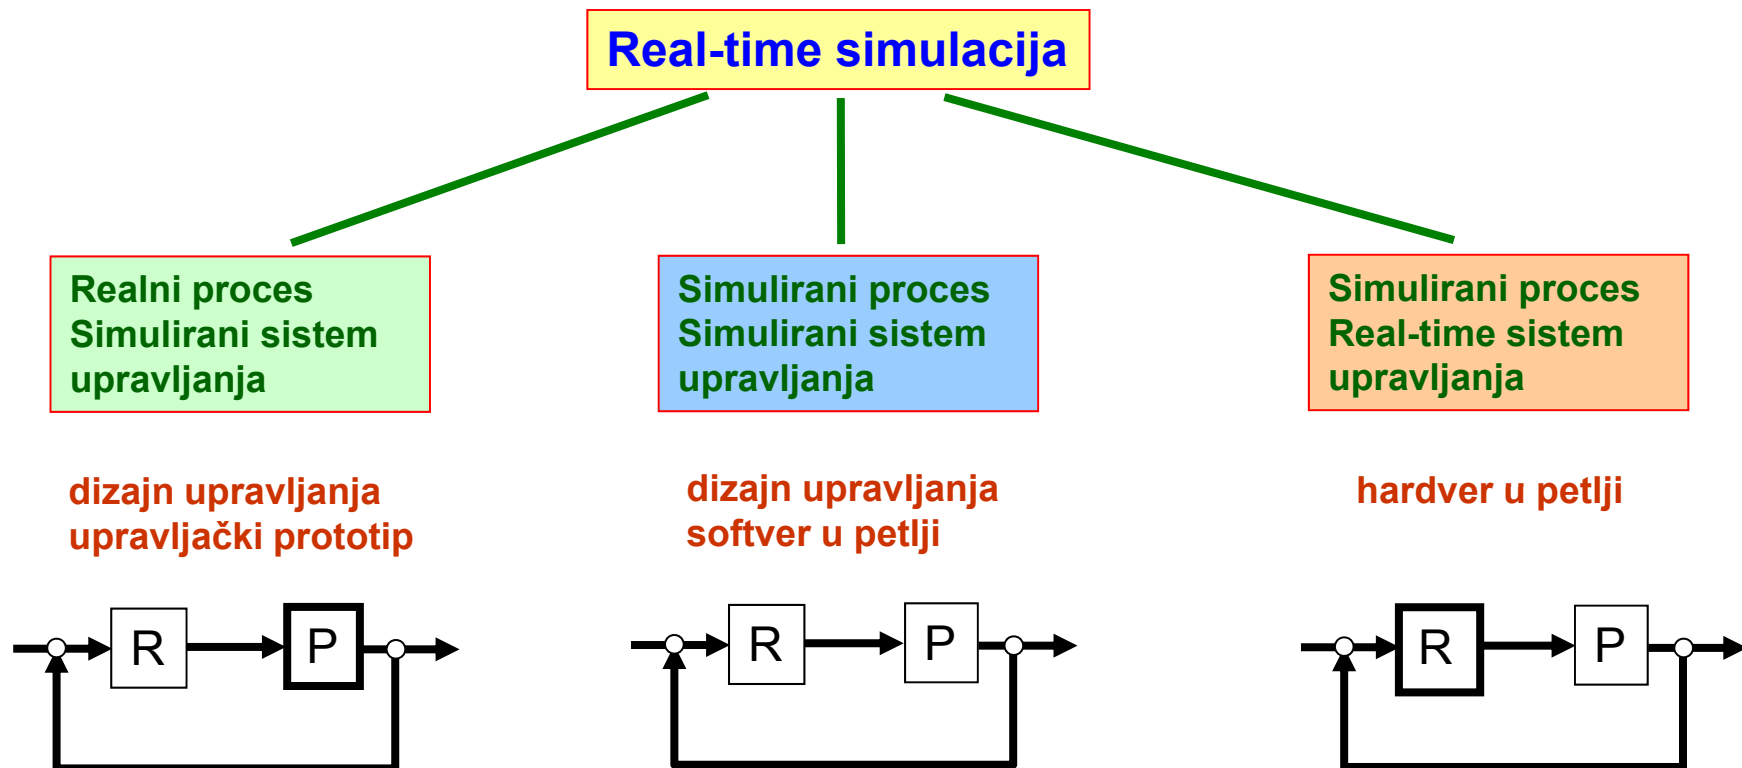 Real-time simulacija
Realni proces
Simulirani sistem
upravljanja
Simulirani proces
Simulirani sistem
upravljanja
Simulirani proces
Real-time sistem
upravljanja
dizajn upravljanja
upravljački prototip
dizajn upravljanja
softver u petlji
hardver u petlji
R P
R P
R P